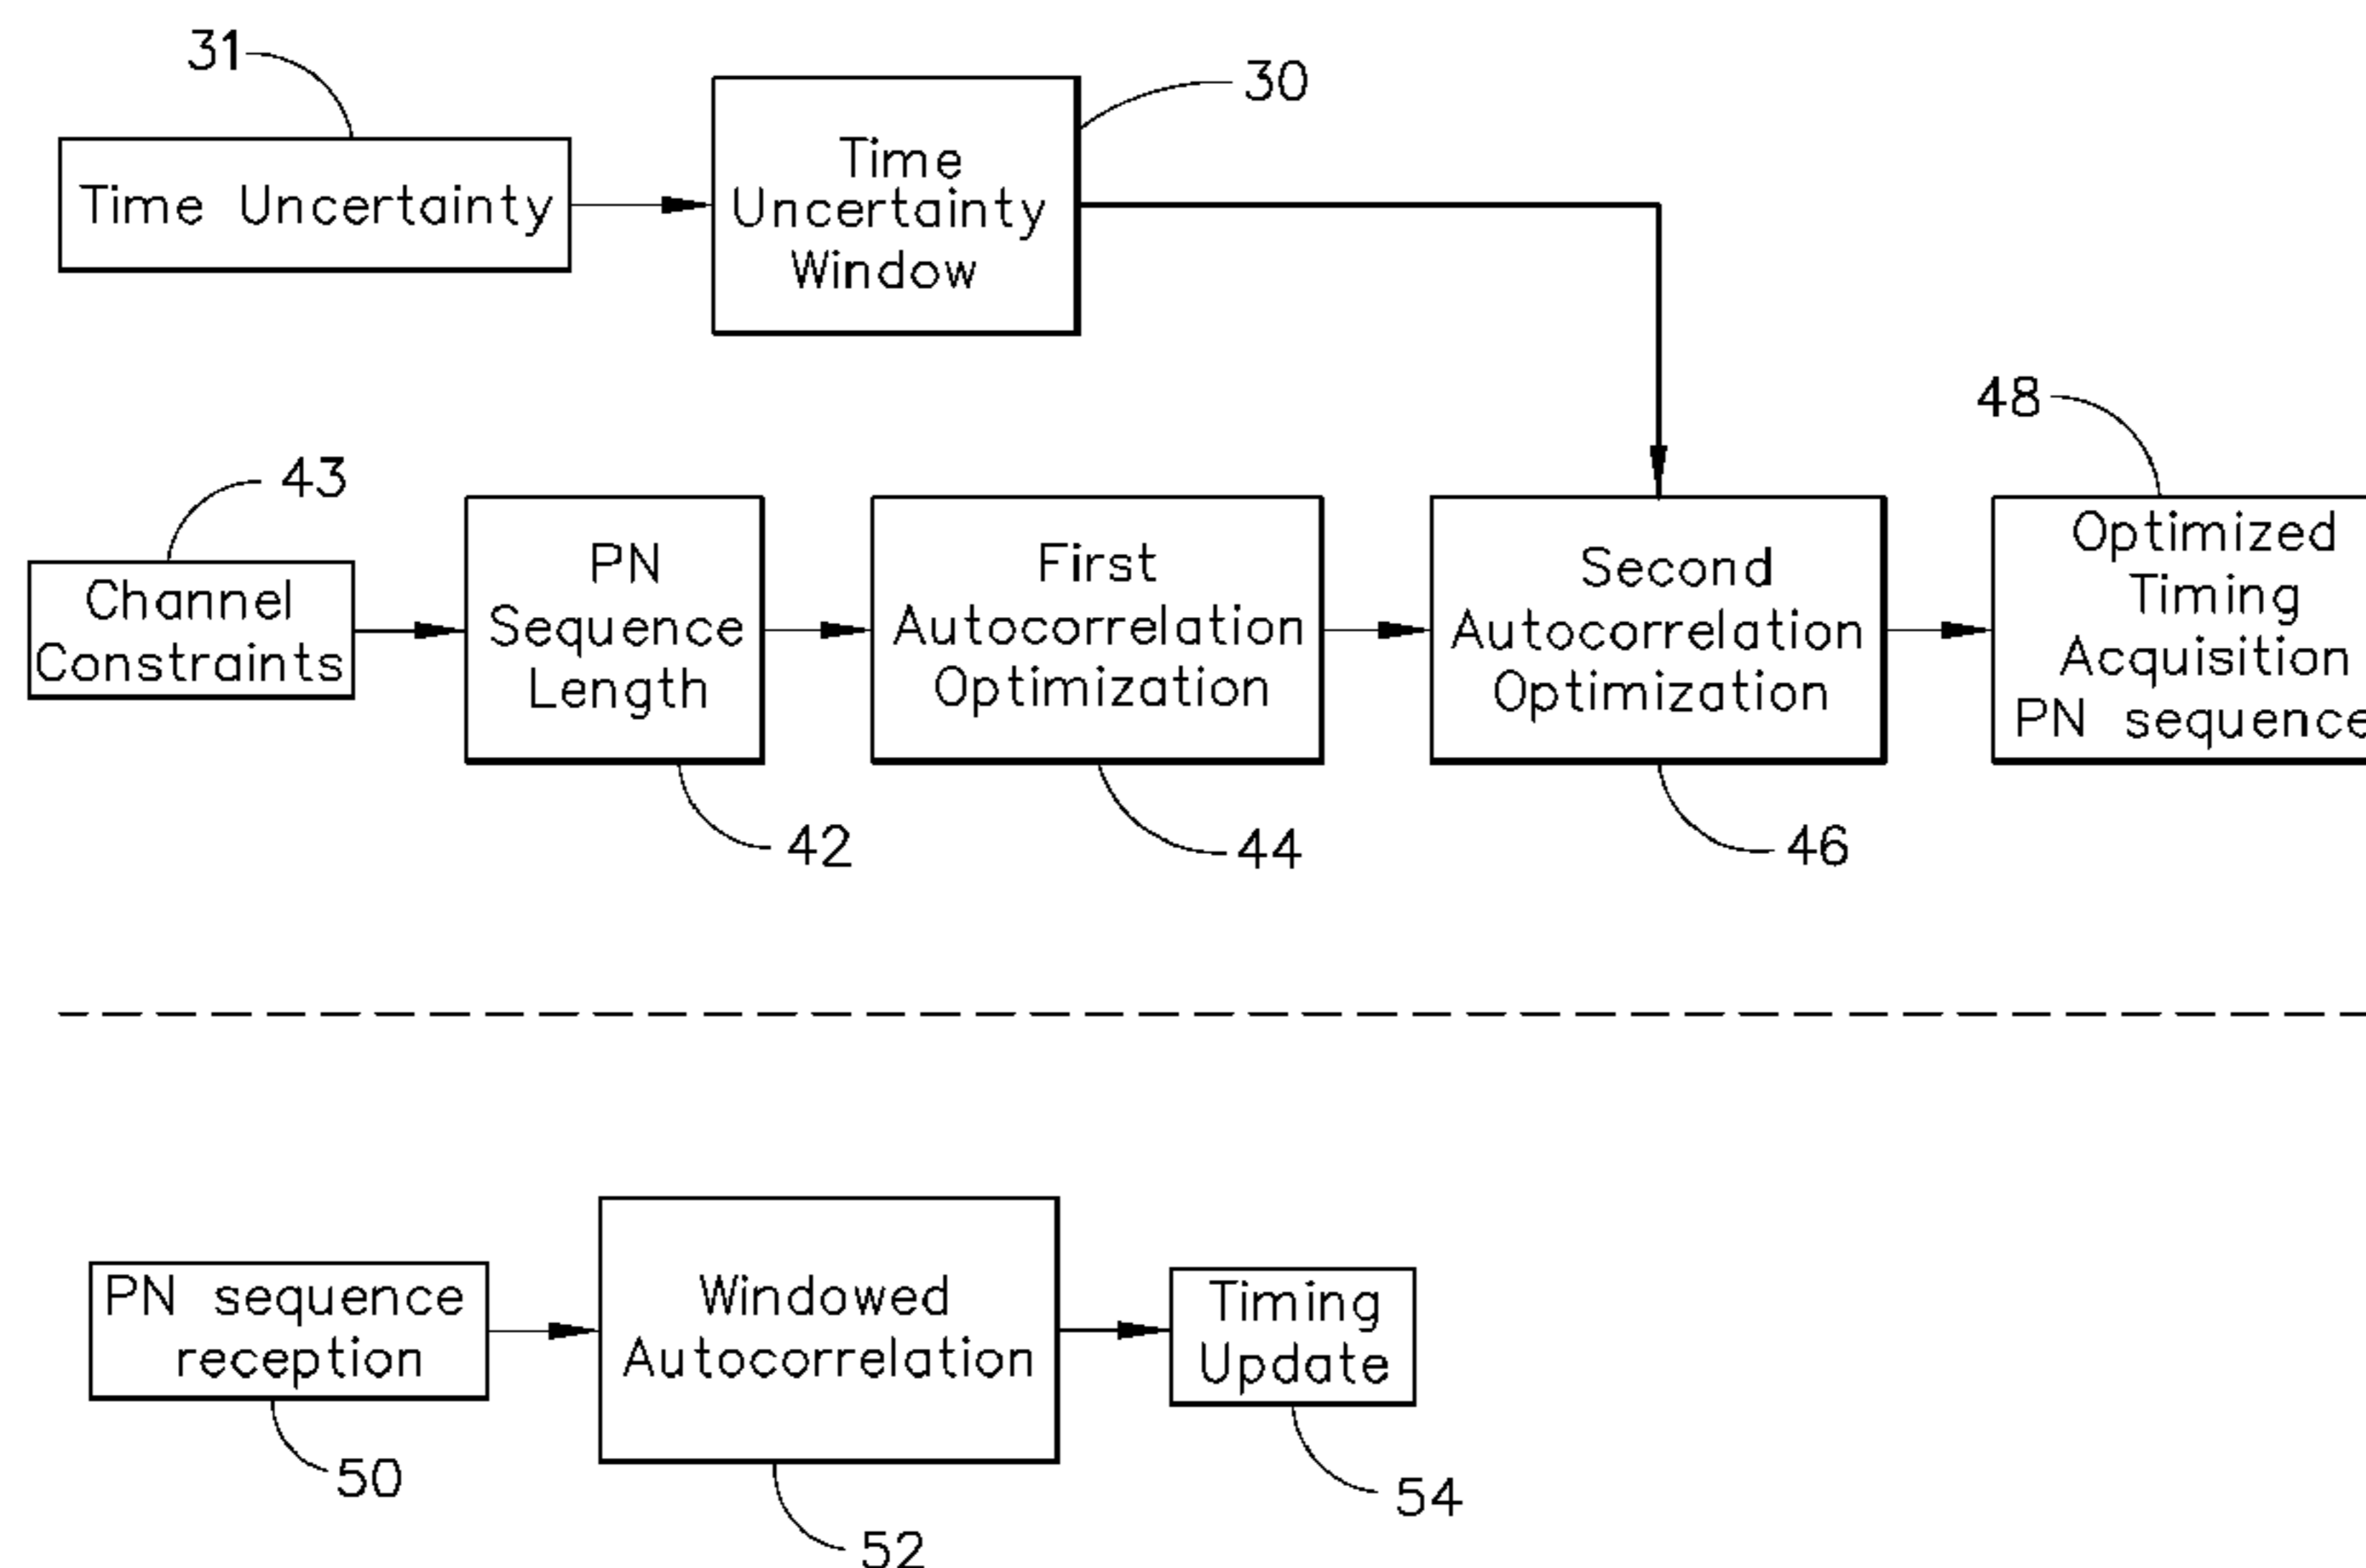 31
30
Time Uncertainty
Time
Uncertainty
Window
48
43
Channel
Constraints
PN
Sequence
Length
First
Autocorrelation
Optimization
Second
Autocorrelation
Optimization
Optimized
Timing
Acquisition
PN sequence
42
44
46
PN sequence
reception
Windowed
Autocorrelation
Timing
Update
50
52
54